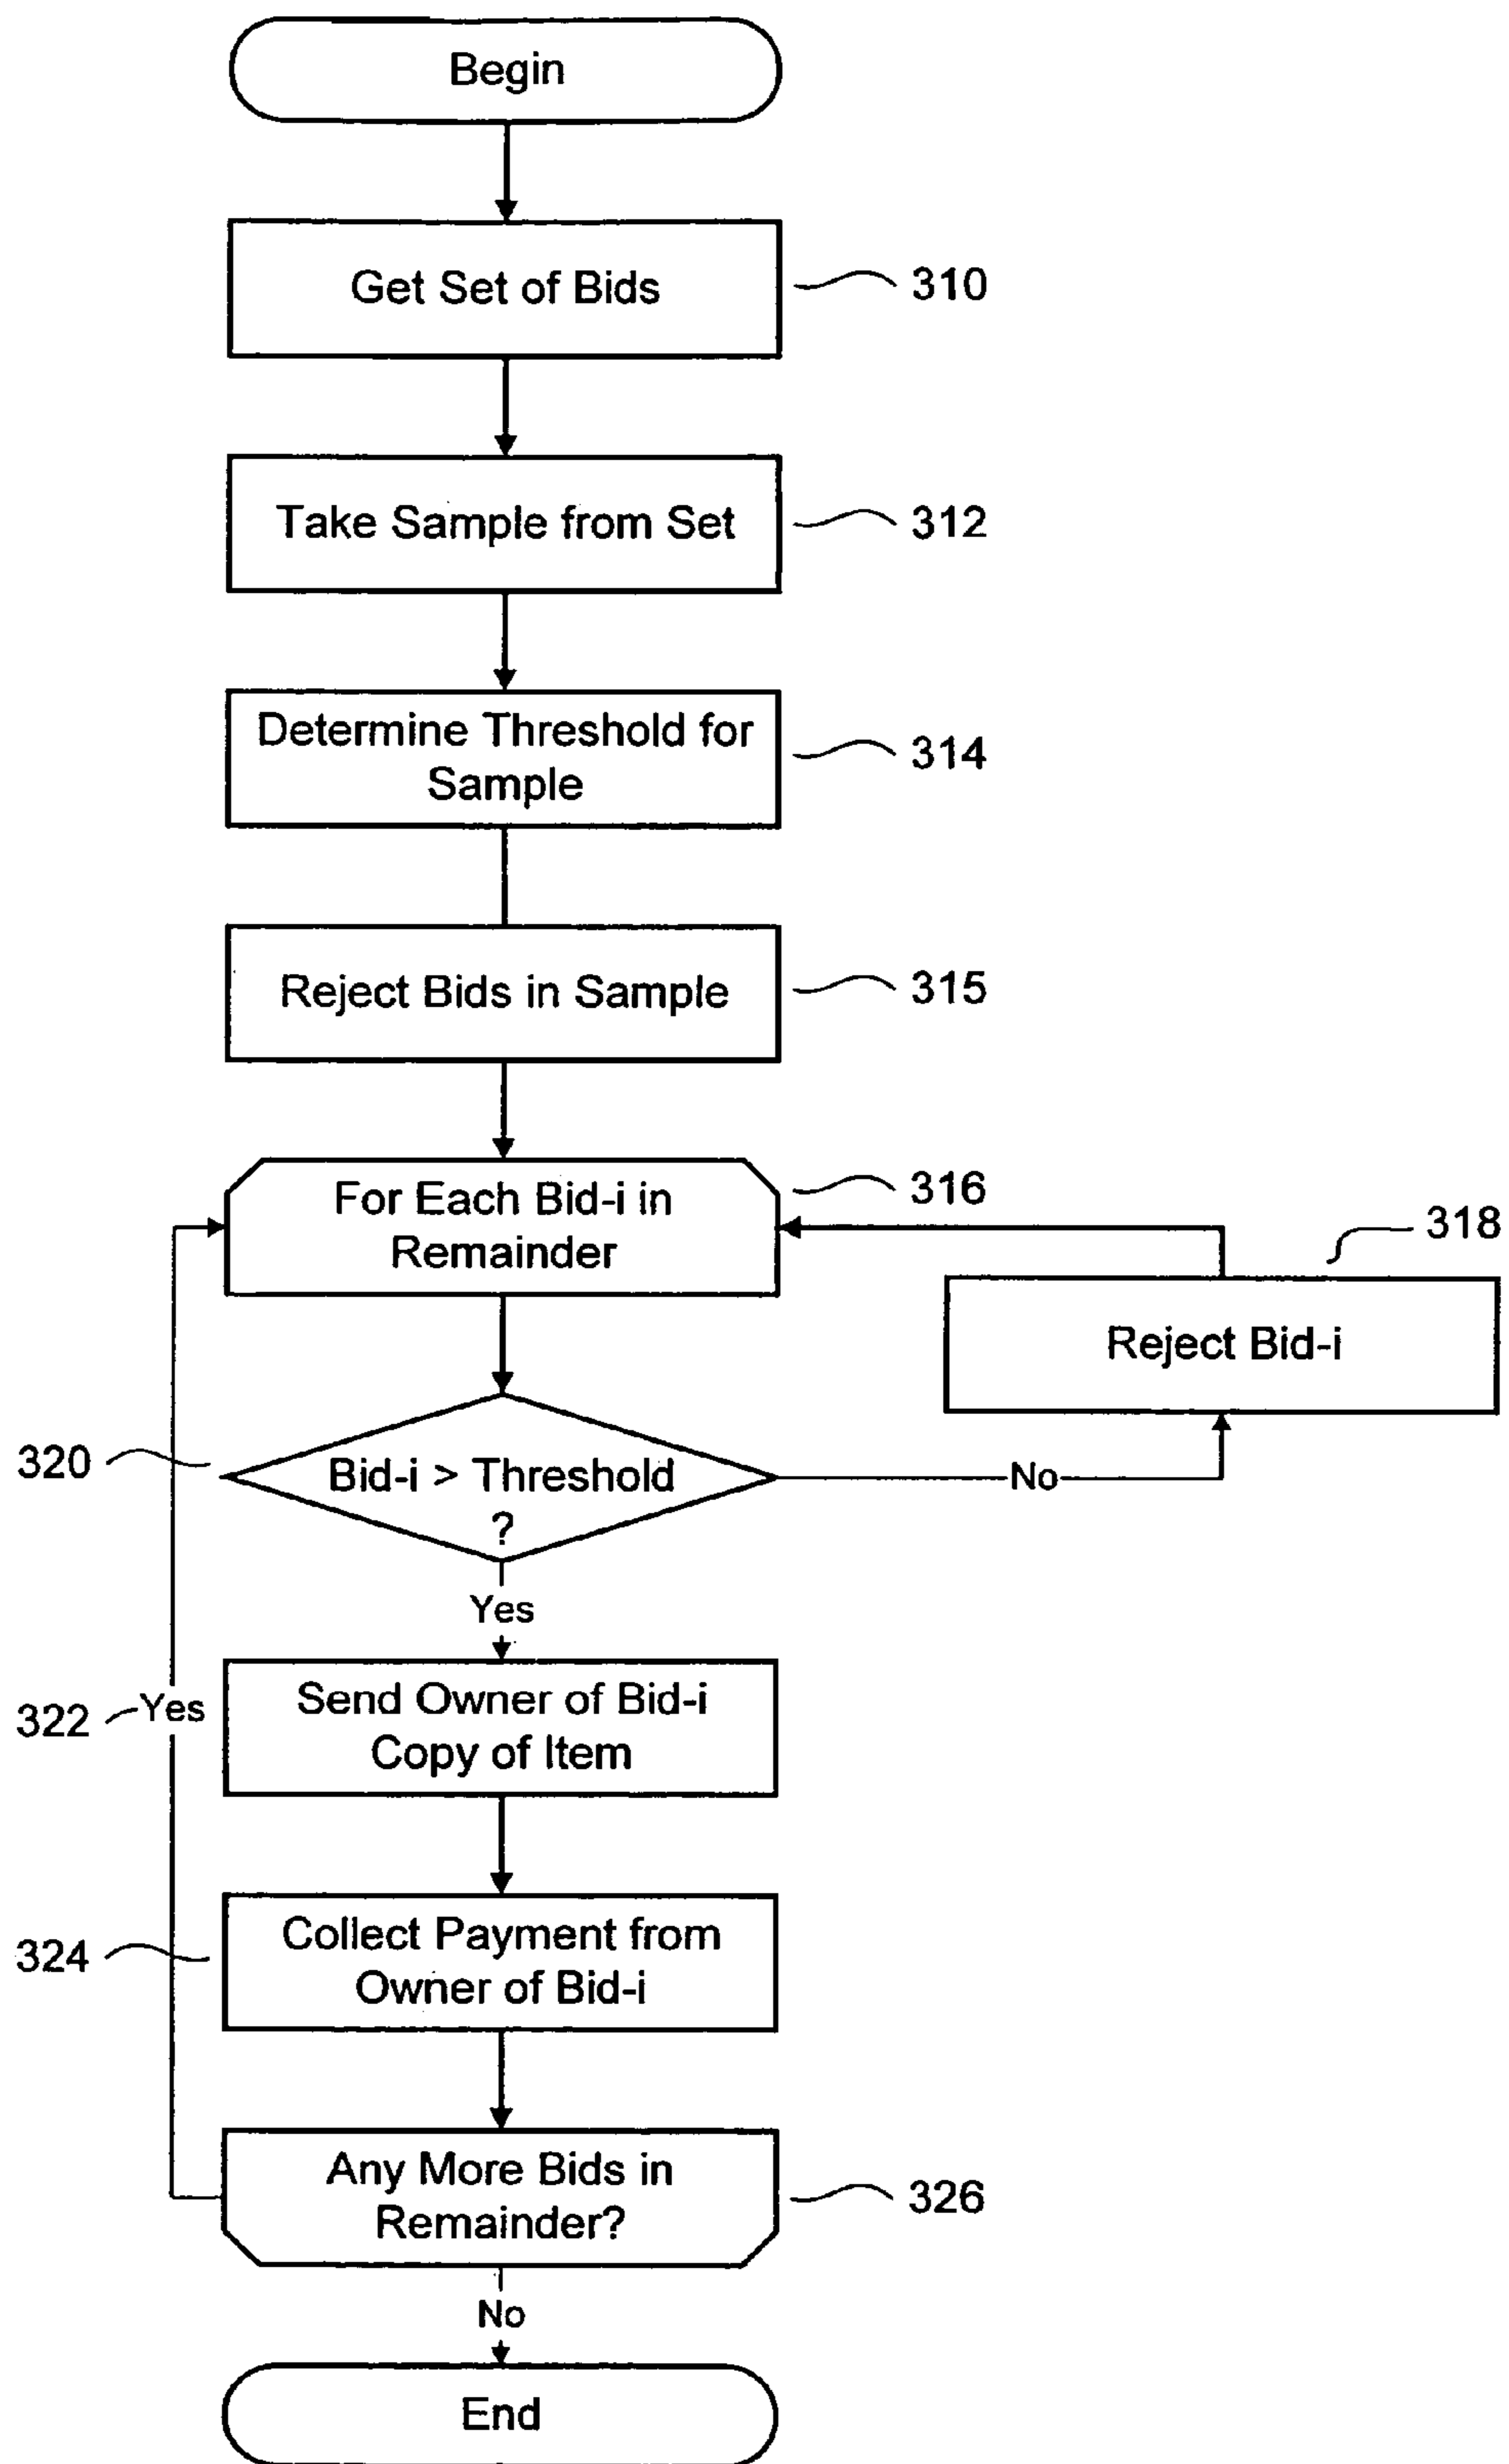 Begin
Get Set of Bids
310
Take Sample from Set
312
Determine Threshold for
Sample
314
Reject Bids in Sample
315
For Each Bid-i in
Remainder
316
318
Reject Bid-i
320
Bid-i > Threshold
?
No
Yes
322
Yes
Send Owner of Bid-i
Copy of Item
324
Collect Payment from
Owner of Bid-i
Any More Bids in
Remainder?
326
No
End